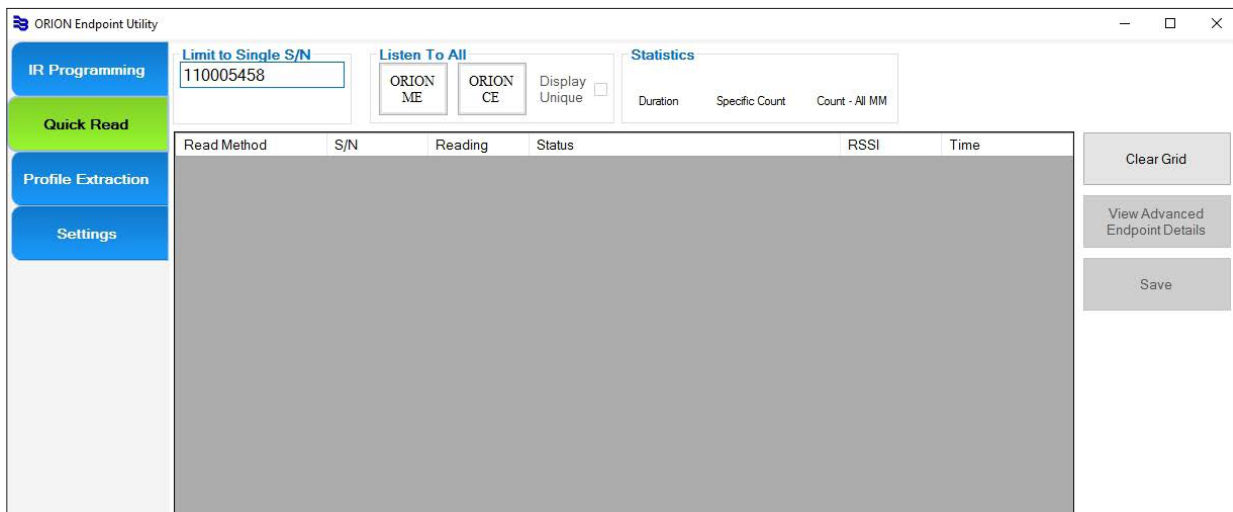 ORION Endpoint Utility
IR Programming
Quick Read
Profile Extraction
Settings
Limit to Single S/N
110005458
Listen To All
ORION
ME
ORION
CE
Display
Unique
Statistics
Duration Specific Count Count - All MM
Read Method S/N Reading Status RSSI Time
Clear Grid
View Advanced
Endpoint Details
Save